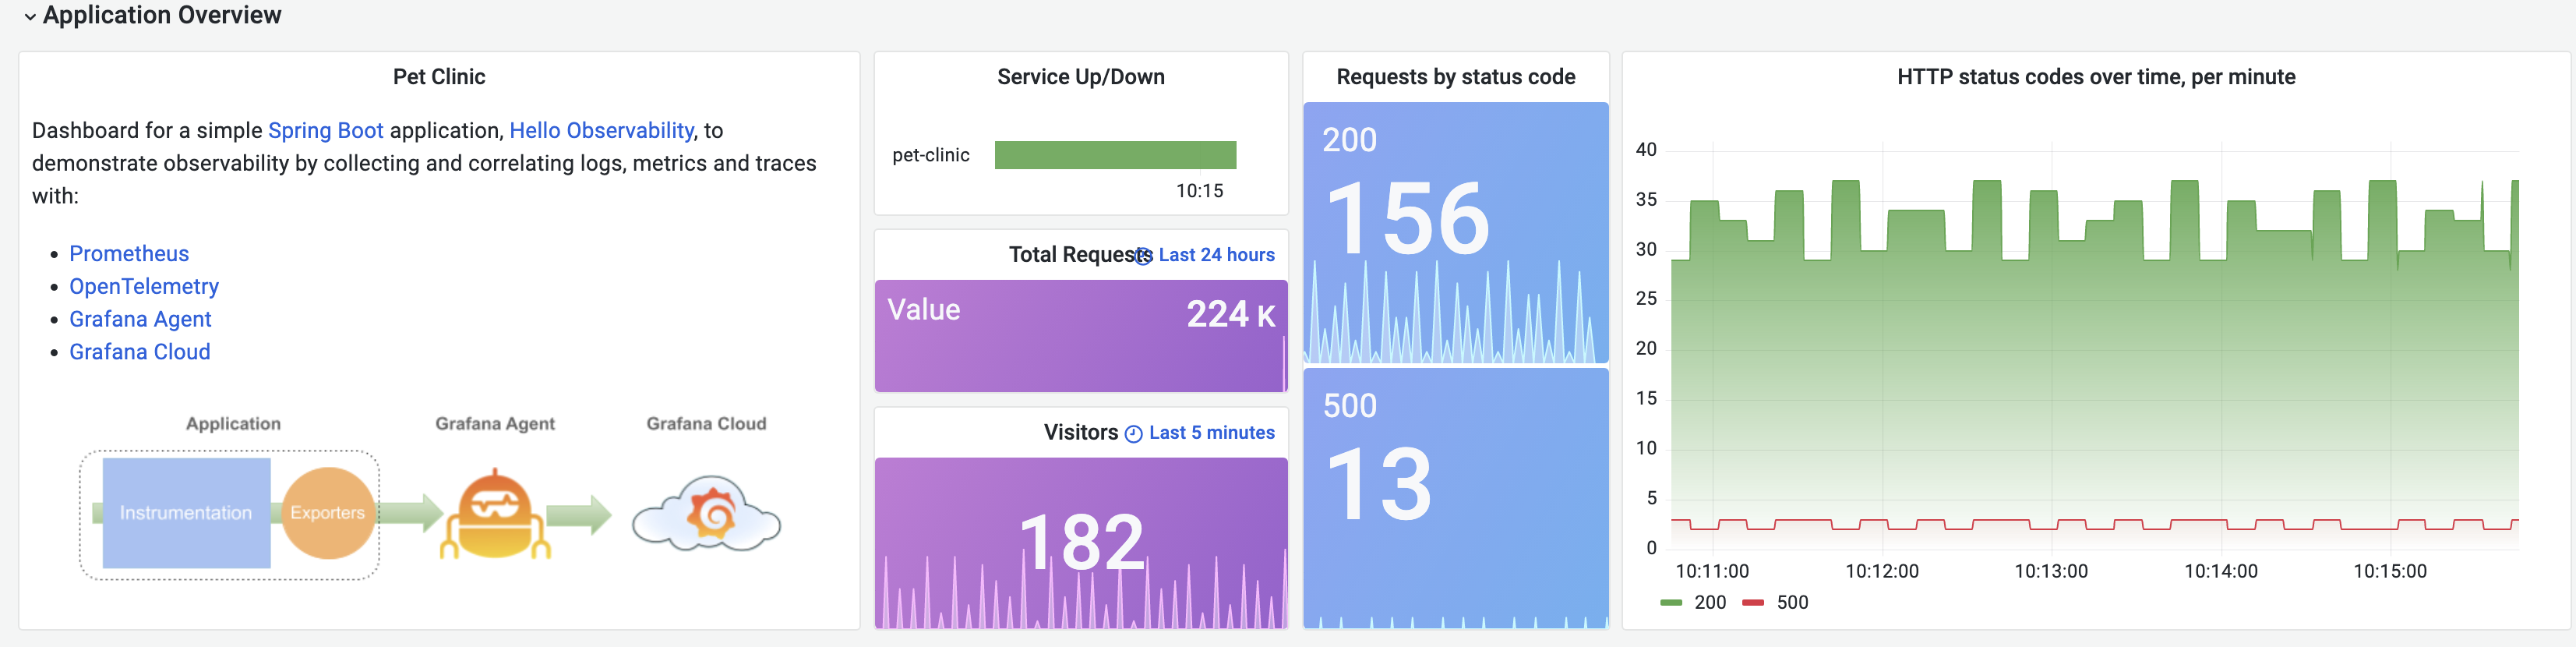 Application Overview
Pet Clinic
Dashboard for a simple Spring Boot application, Hello Observability, to
demonstrate observability by collecting and correlating logs, metrics and traces
with:
Prometheus
OpenTelemetry
Grafana Agent
Grafana Cloud
Application
Grafana Agent
Grafana Cloud
Instrumentation
Exporters
Service Up/Down
pet-clinic
10:15
Total Requests Last 24 hours
Value 224 K
Visitors Last 5 minutes
182
Requests by status code
200
156
500
13
HTTP status codes over time, per minute
40
35
30
25
20
15
10
5
0
10:11:00 10:12:00 10:13:00 10:14:00 10:15:00
200 500